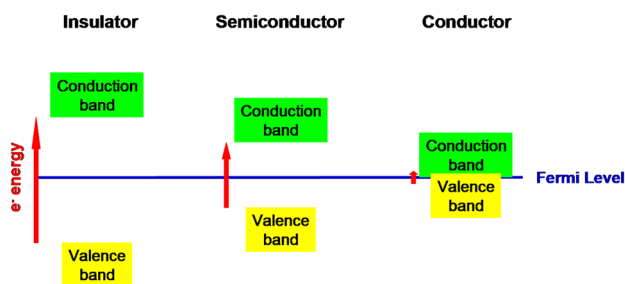 Insulator
Semiconductor
Conductor
Conduction
band
Conduction
band
Conduction
band
e- energy
Fermi Level
Valence
band
Valence
band
Valence
band